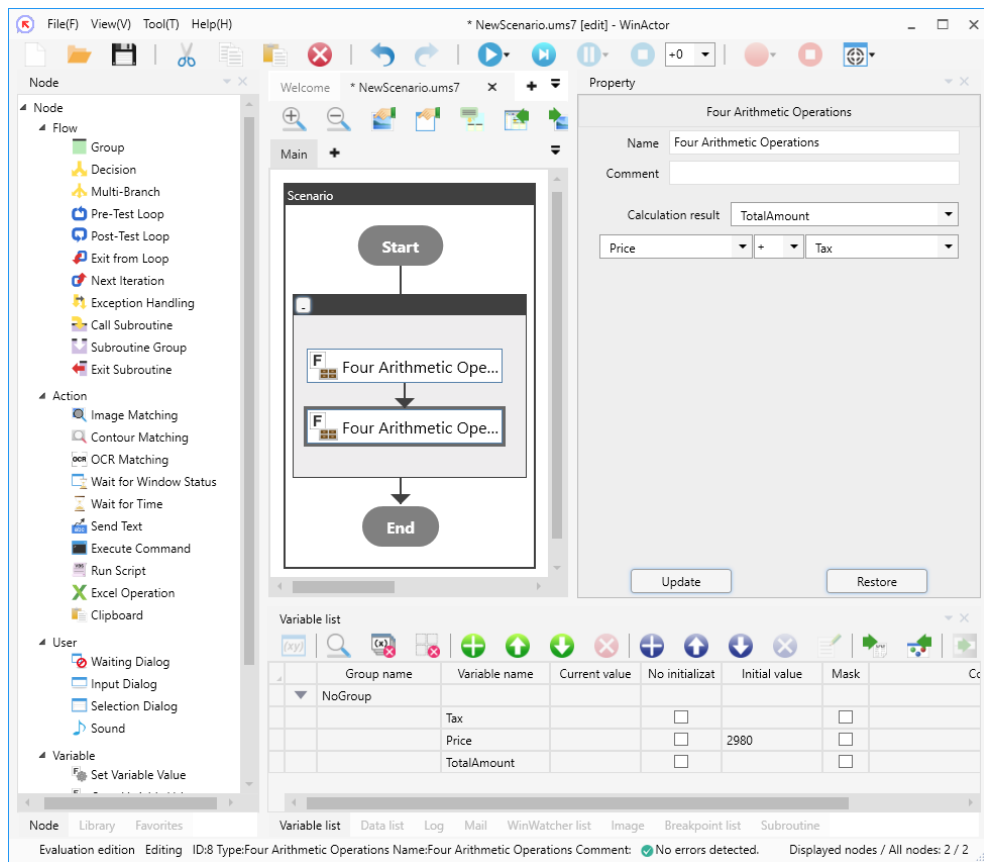 File(F) View(V) Tool(T) Help(H) * NewScenario.ums7 [edit] - WinActor
+0
Node
Node
Flow
Group
Decision
Multi-Branch
Pre-Test Loop
Post-Test Loop
Exit from Loop
Next Iteration
Exception Handling
Call Subroutine
Subroutine Group
Exit Subroutine
Action
Image Matching
Contour Matching
OCR OCR Matching
Wait for Window Status
Wait for Time
Send Text
Execute Command
Run Script
Excel Operation
Clipboard
User
Waiting Dialog
Input Dialog
Selection Dialog
Sound
Variable
Set Variable Value
Node Library Favorites
Welcome * NewScenario.ums7
Main
Scenario
Start
Four Arithmetic Ope...
Four Arithmetic Ope...
End
Property
Four Arithmetic Operations
Name Four Arithmetic Operations
Comment
Calculation result TotalAmount
Price + Tax
Update Restore
Variable list
Group name Variable name Current value No initializat Initial value Mask Co
NoGroup
Tax
Price 2980
TotalAmount
Variable list Data list Log Mail WinWatcher list Image Breakpoint list Subroutine
Evaluation edition Editing ID:8 Type:Four Arithmetic Operations Name:Four Arithmetic Operations Comment: No errors detected. Displayed nodes / All nodes: 2 / 2